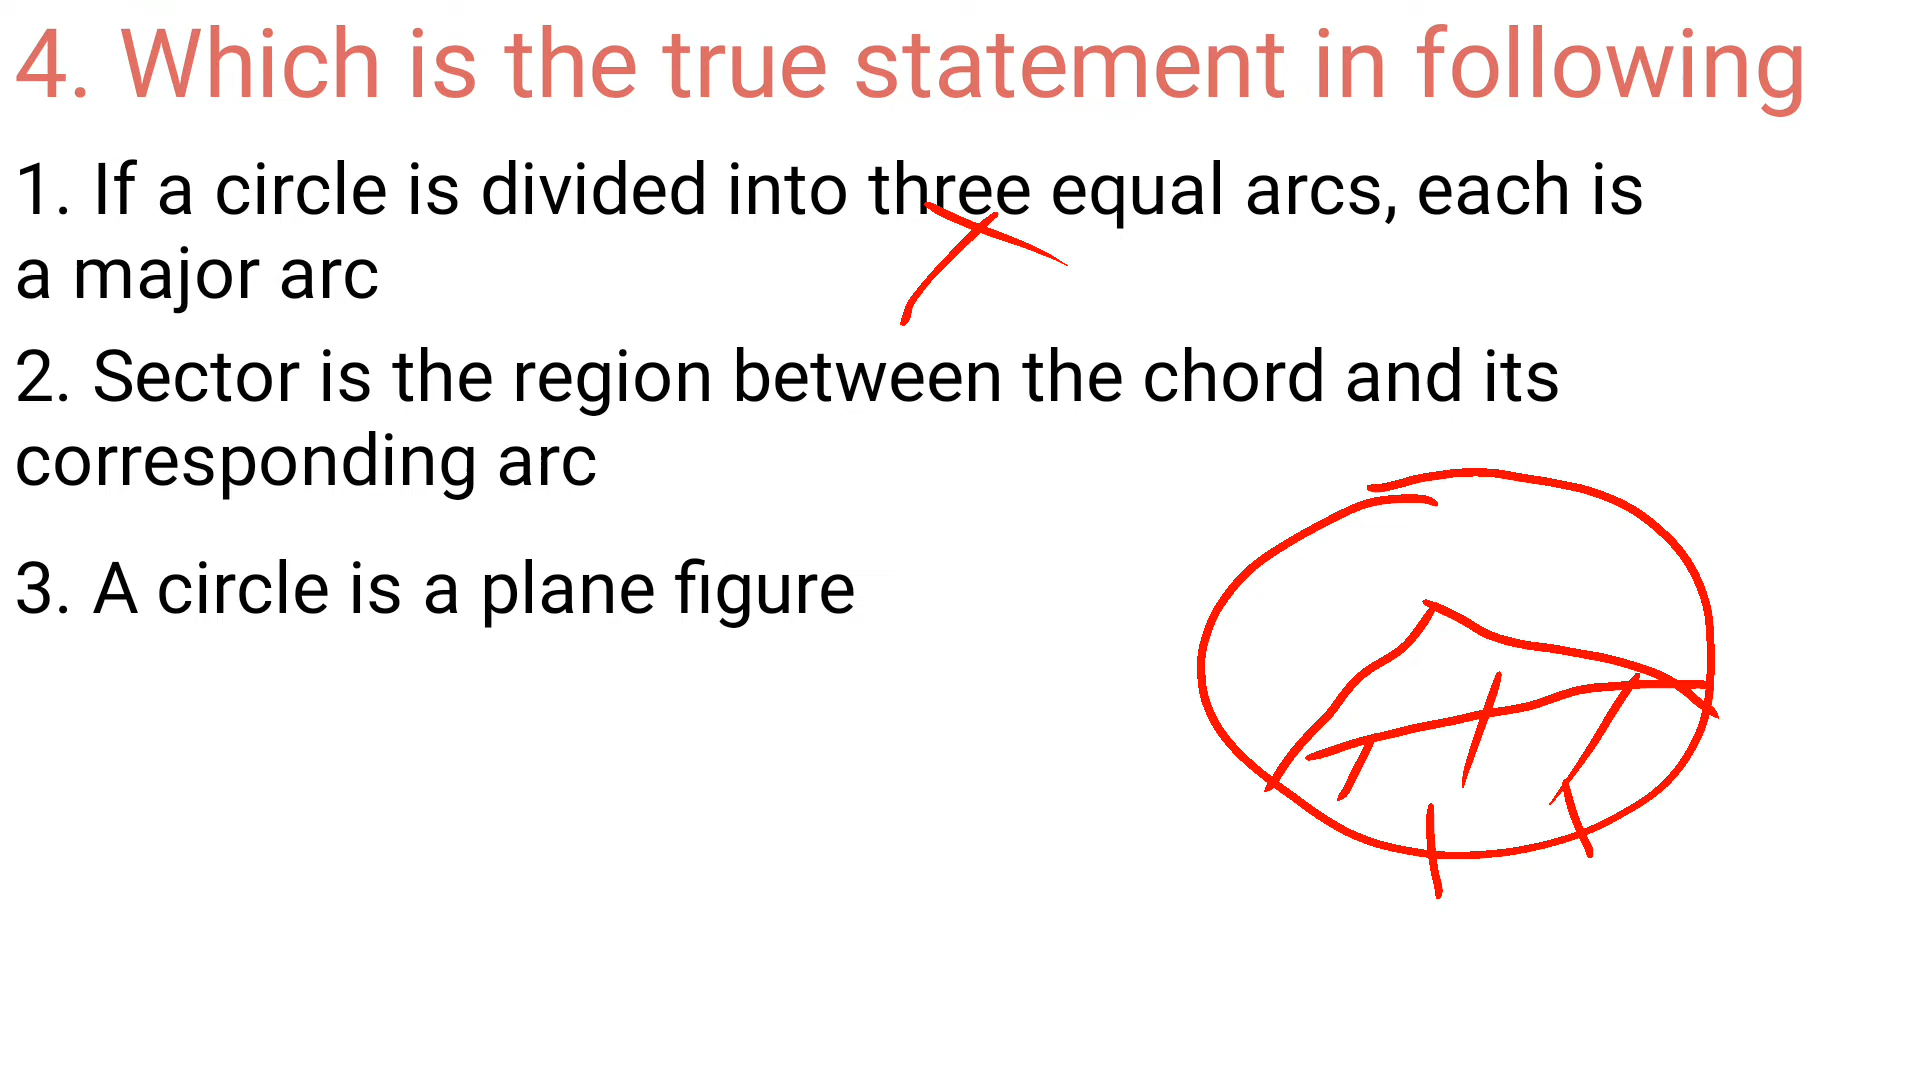 4. Which is the true statement in following
1. If a circle is divided into three equal arcs, each is
a major arc
2. Sector is the region between the chord and its
corresponding arc
3. A circle is a plane figure